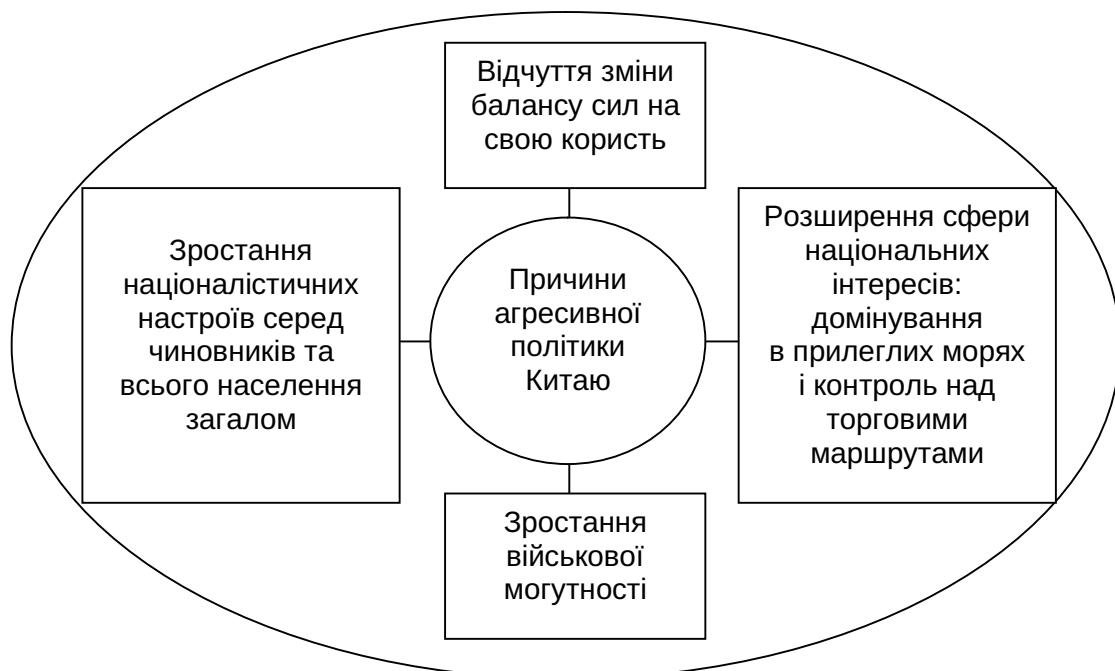 Відчуття зміни
балансу сил на
свою користь
Зростання
націоналістичних
настроїв серед
чиновників та
всього населення
загалом
Причини
агресивної
політики
Китаю
Розширення сфери
національних
інтересів:
домінування
в прилеглих морях
і контроль над
торговими
маршрутами
Зростання
військової
могутності